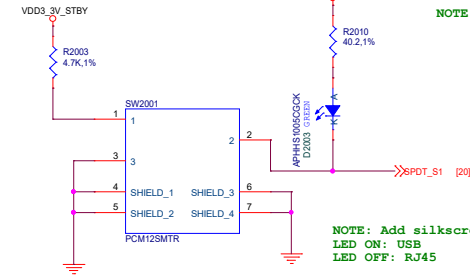 VDD3_3V_STBY
NOTE
R2003
4.7K,1%
R2010
40.2,1%
APHHS1005CGCK
GREEN
D2003
A
K
SW2001
1
1
2
2
3
3
SPDT_S1 [20]
4
SHIELD_1
SHIELD_3
6
5
SHIELD_2
SHIELD_4
7
PCM12SMTR
NOTE: Add silkscre
LED ON: USB
LED OFF: RJ45